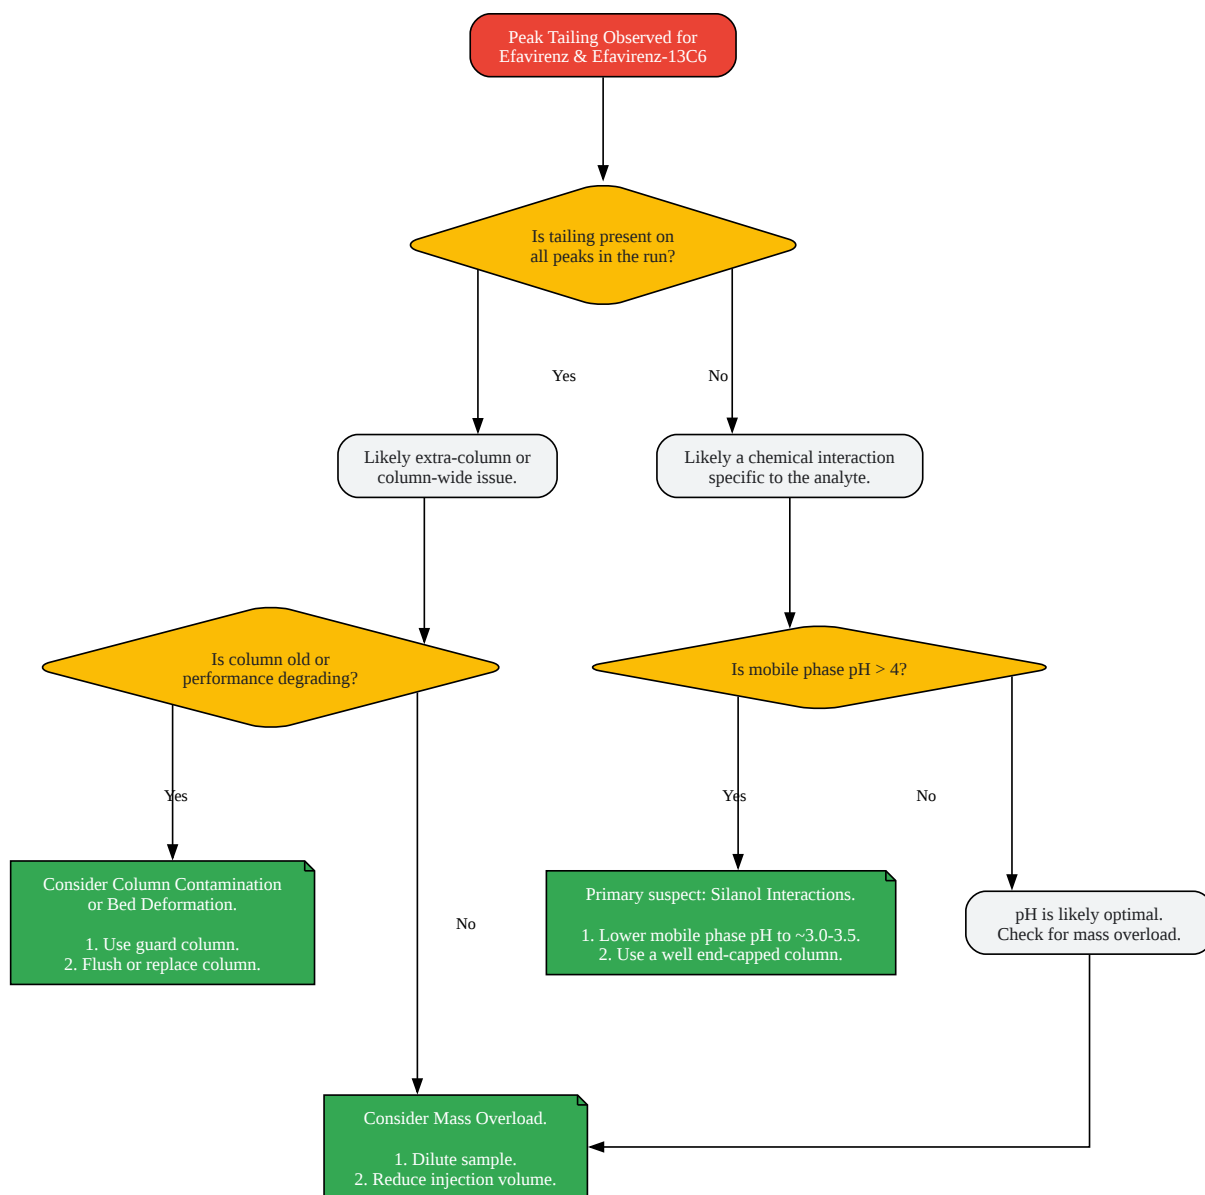 Peak Tailing Observed for
Efavirenz & Efavirenz-13C6
Is tailing present on
all peaks in the run?
Yes
No
Likely extra-column or
column-wide issue.
Likely a chemical interaction
specific to the analyte.
Is column old or
performance degrading?
Is mobile phase pH > 4?
Yes
Yes
No
Consider Column Contamination
or Bed Deformation.
1. Use guard column.
2. Flush or replace column.
No
Primary suspect: Silanol Interactions.
1. Lower mobile phase pH to ~3.0-3.5.
2. Use a well end-capped column.
pH is likely optimal.
Check for mass overload.
Consider Mass Overload.
1. Dilute sample.
2. Reduce injection volume.